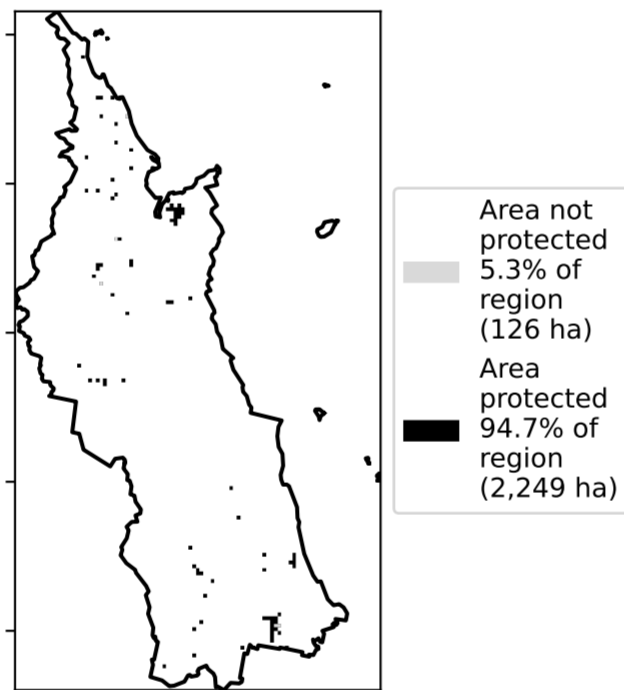 Area not
protected
5.3% of
region
(126 ha)
Area
protected
94.7% of
region
(2,249 ha)